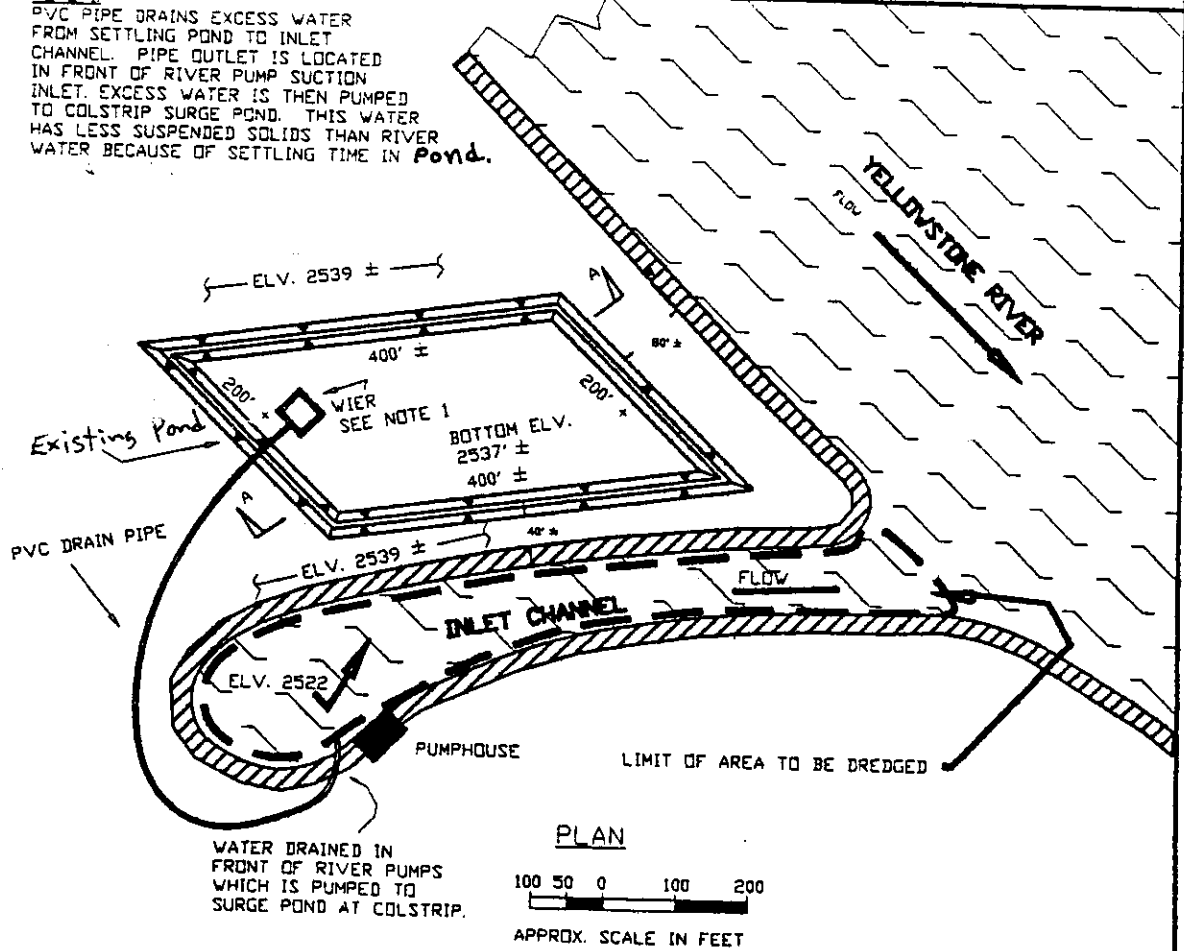 PVC PIPE DRAINS EXCESS WATER
FROM SETTLING POND TO INLET
CHANNEL. PIPE OUTLET IS LOCATED
IN FRONT OF RIVER PUMP SUCTION
INLET. EXCESS WATER IS THEN PUMPED
TO COLSTRIP SURGE POND. THIS WATER
HAS LESS SUSPENDED SOLIDS THAN RIVER
WATER BECAUSE OF SETTLING TIME IN Pond.
YELLOWSTONE RIVER
FLOW
ELV. 2539 ±
A
80' ±
400' ±
200' ±
200' ±
WIER
SEE NOTE 1
Existing Pond
BOTTOM ELV.
2537' ±
400' ±
A
PVC DRAIN PIPE
40' ±
ELV. 2539 ±
FLOW
INLET CHANNEL
ELV. 2522
PUMPHOUSE
LIMIT OF AREA TO BE DREDGED
WATER DRAINED IN
FRONT OF RIVER PUMPS
WHICH IS PUMPED TO
SURGE POND AT COLSTRIP.
PLAN
100 50 0 100 200
APPROX. SCALE IN FEET